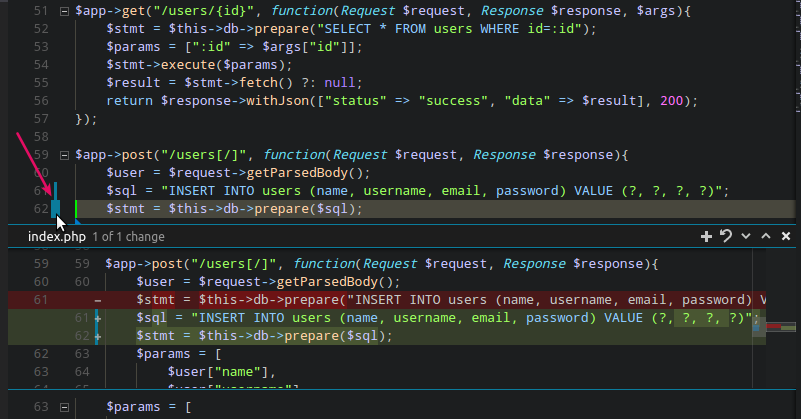 51 $app->get("/users/{id}", function(Request $request, Response $response, $args){
52 $stmt = $this->db->prepare("SELECT * FROM users WHERE id=:id");
53 $params = [":id" => $args["id"]];
54 $stmt->execute($params);
55 $result = $stmt->fetch() ?: null;
56 return $response->withJson(["status" => "success", "data" => $result], 200);
57 });
58
59 $app->post("/users[/]", function(Request $request, Response $response){
60 $user = $request->getParsedBody();
61 $sql = "INSERT INTO users (name, username, email, password) VALUE (?, ?, ?, ?)";
62 $stmt = $this->db->prepare($sql);
index.php 1 of 1 change
59 59 $app->post("/users[/]", function(Request $request, Response $response){
60 60 $user = $request->getParsedBody();
61 - $stmt = $this->db->prepare("INSERT INTO users (name, username, email, password) V
61 + $sql = "INSERT INTO users (name, username, email, password) VALUE (?, ?, ?, ?)";
62 + $stmt = $this->db->prepare($sql);
62 63 $params = [
63 64 $user["name"],
64 65 $user["username"]
63 $params = [